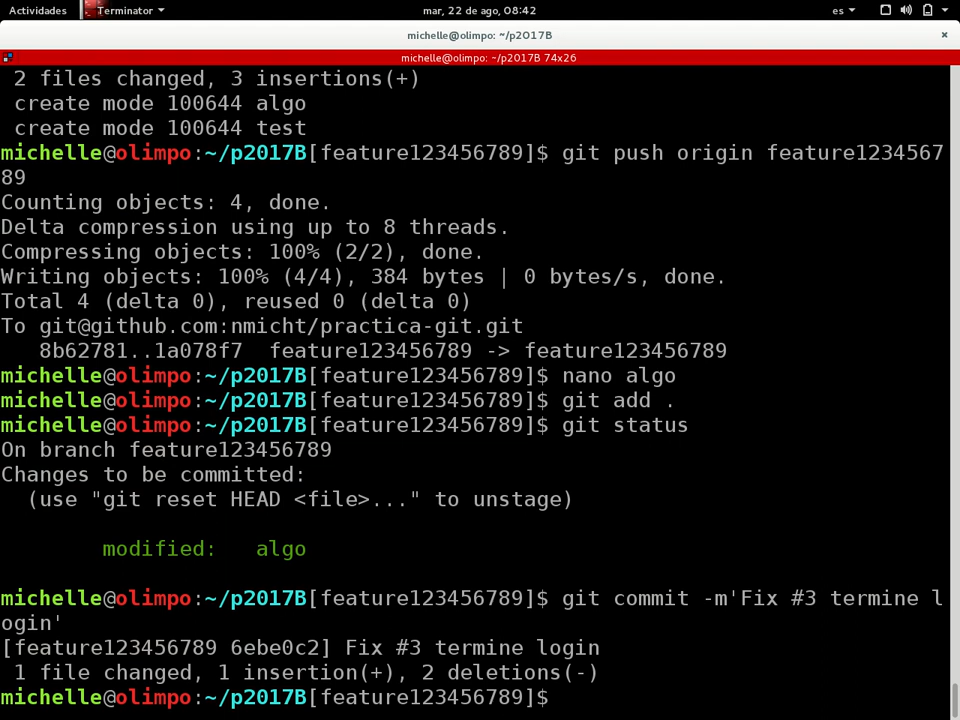 Actividades Terminator mar, 22 de ago, 08:42 es
michelle@olimpo: ~/p2017B
michelle@olimpo: ~/p2017B 74x26
2 files changed, 3 insertions(+)
create mode 100644 algo
create mode 100644 test
michelle@olimpo:~/p2017B[feature123456789]$ git push origin feature1234567
89
Counting objects: 4, done.
Delta compression using up to 8 threads.
Compressing objects: 100% (2/2), done.
Writing objects: 100% (4/4), 384 bytes | 0 bytes/s, done.
Total 4 (delta 0), reused 0 (delta 0)
To git@github.com:nmicht/practica-git.git
8b62781..1a078f7  feature123456789 -> feature123456789
michelle@olimpo:~/p2017B[feature123456789]$ nano algo
michelle@olimpo:~/p2017B[feature123456789]$ git add .
michelle@olimpo:~/p2017B[feature123456789]$ git status
On branch feature123456789
Changes to be committed:
(use "git reset HEAD <file>..." to unstage)
modified:   algo
michelle@olimpo:~/p2017B[feature123456789]$ git commit -m'Fix #3 termine l
ogin'
[feature123456789 6ebe0c2] Fix #3 termine login
1 file changed, 1 insertion(+), 2 deletions(-)
michelle@olimpo:~/p2017B[feature123456789]$